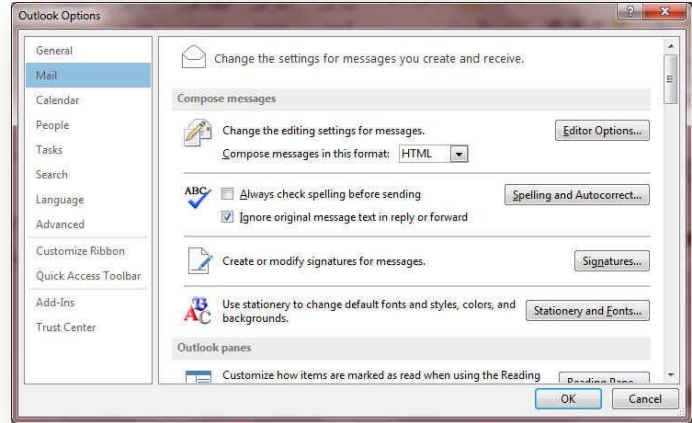 Outlook Options
General
Mail
Calendar
People
Tasks
Search
Language
Advanced
Customize Ribbon
Quick Access Toolbar
Add-Ins
Trust Center
Change the settings for messages you create and receive.
Compose messages
Change the editing settings for messages.
Editor Options...
Compose messages in this format: HTML
ABC
Always check spelling before sending
Spelling and Autocorrect...
Ignore original message text in reply or forward
Create or modify signatures for messages.
Signatures...
Use stationery to change default fonts and styles, colors, and
backgrounds.
Stationery and Fonts...
Outlook panes
Customize how items are marked as read when using the Reading
Reading Pane...
OK
Cancel